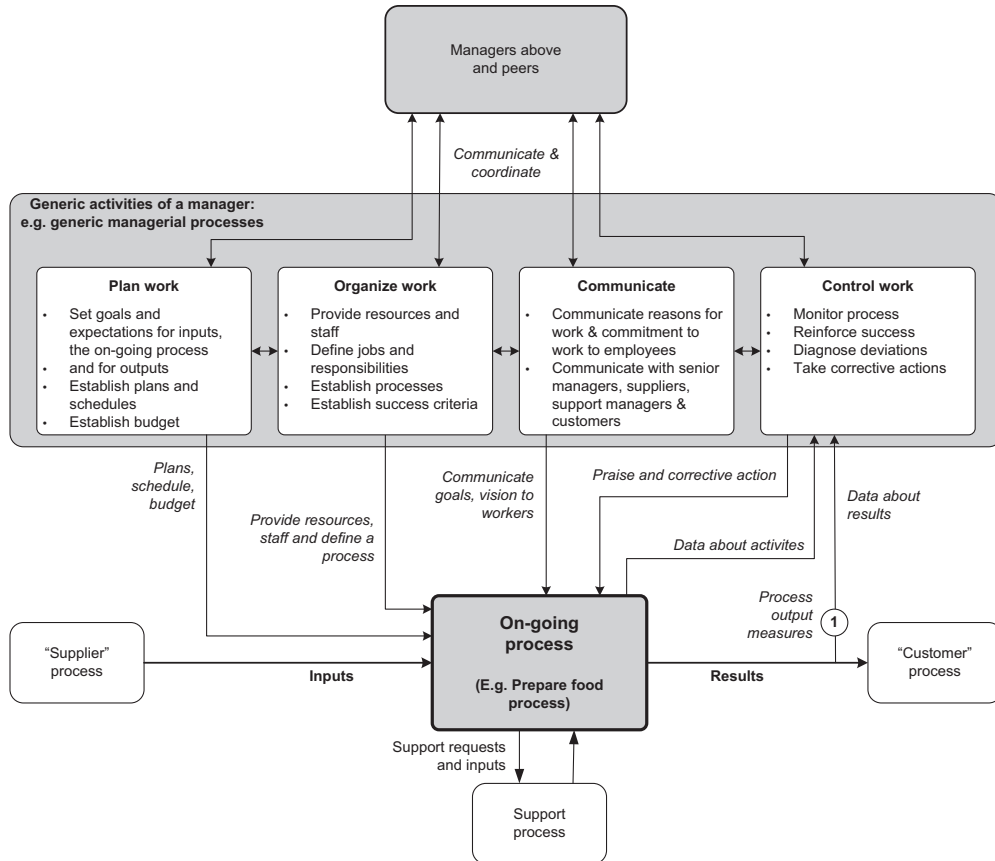 Managers above
and peers
Communicate &
coordinate
Generic activities of a manager:
e.g. generic managerial processes
Plan work
• Set goals and
expectations for inputs,
the on-going process
• and for outputs
• Establish plans and
schedules
• Establish budget
Organize work
• Provide resources and
staff
• Define jobs and
responsibilities
• Establish processes
• Establish success criteria
Communicate
• Communicate reasons for
work & commitment to
work to employees
• Communicate with senior
managers, suppliers,
support managers &
customers
Control work
• Monitor process
• Reinforce success
• Diagnose deviations
• Take corrective actions
Plans,
schedule,
budget
Provide resources,
staff and define a
process
Communicate
goals, vision to
workers
Praise and corrective action
Data about
results
Data about activites
Process
output
measures
1
“Supplier”
process
Inputs
On-going
process
(E.g. Prepare food
process)
Results
“Customer”
process
Support requests
and inputs
Support
process